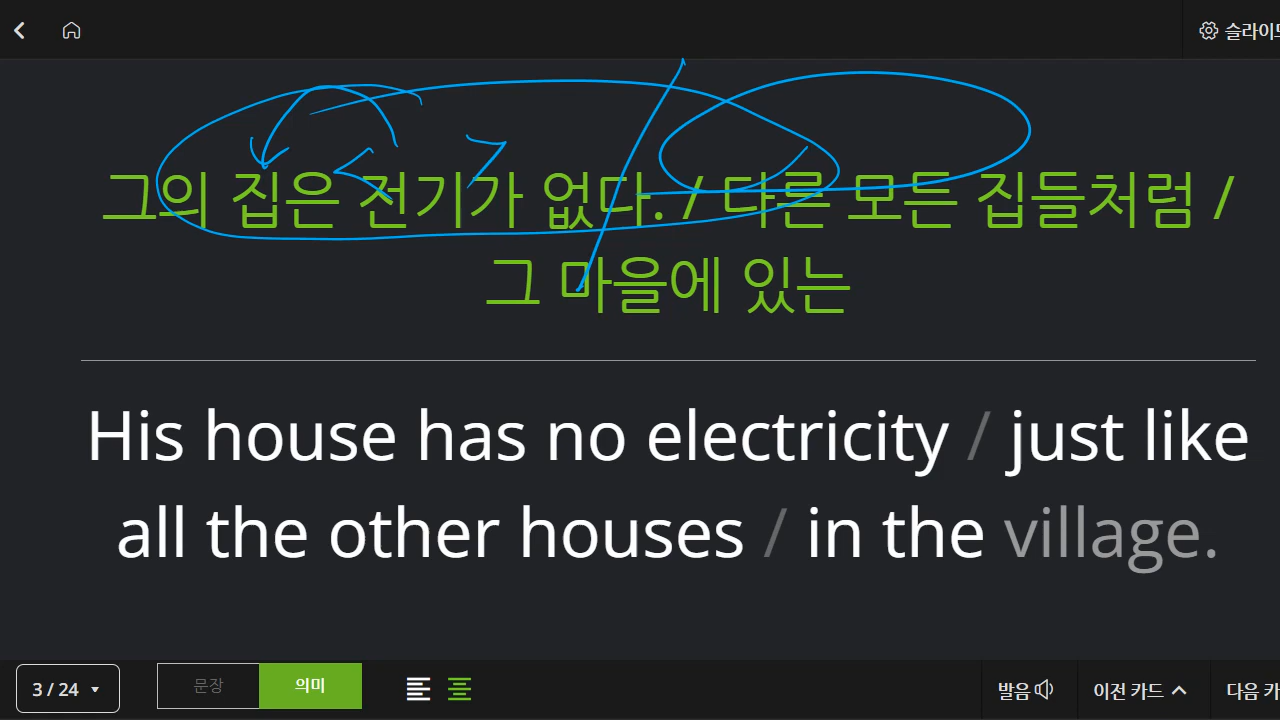 슬라이드
그의 집은 전기가 없다. / 다른 모든 집들처럼 /
그 마을에 있는
His house has no electricity / just like
all the other houses / in the village.
3 / 24
문장
의미
발음
이전 카드
다음 카